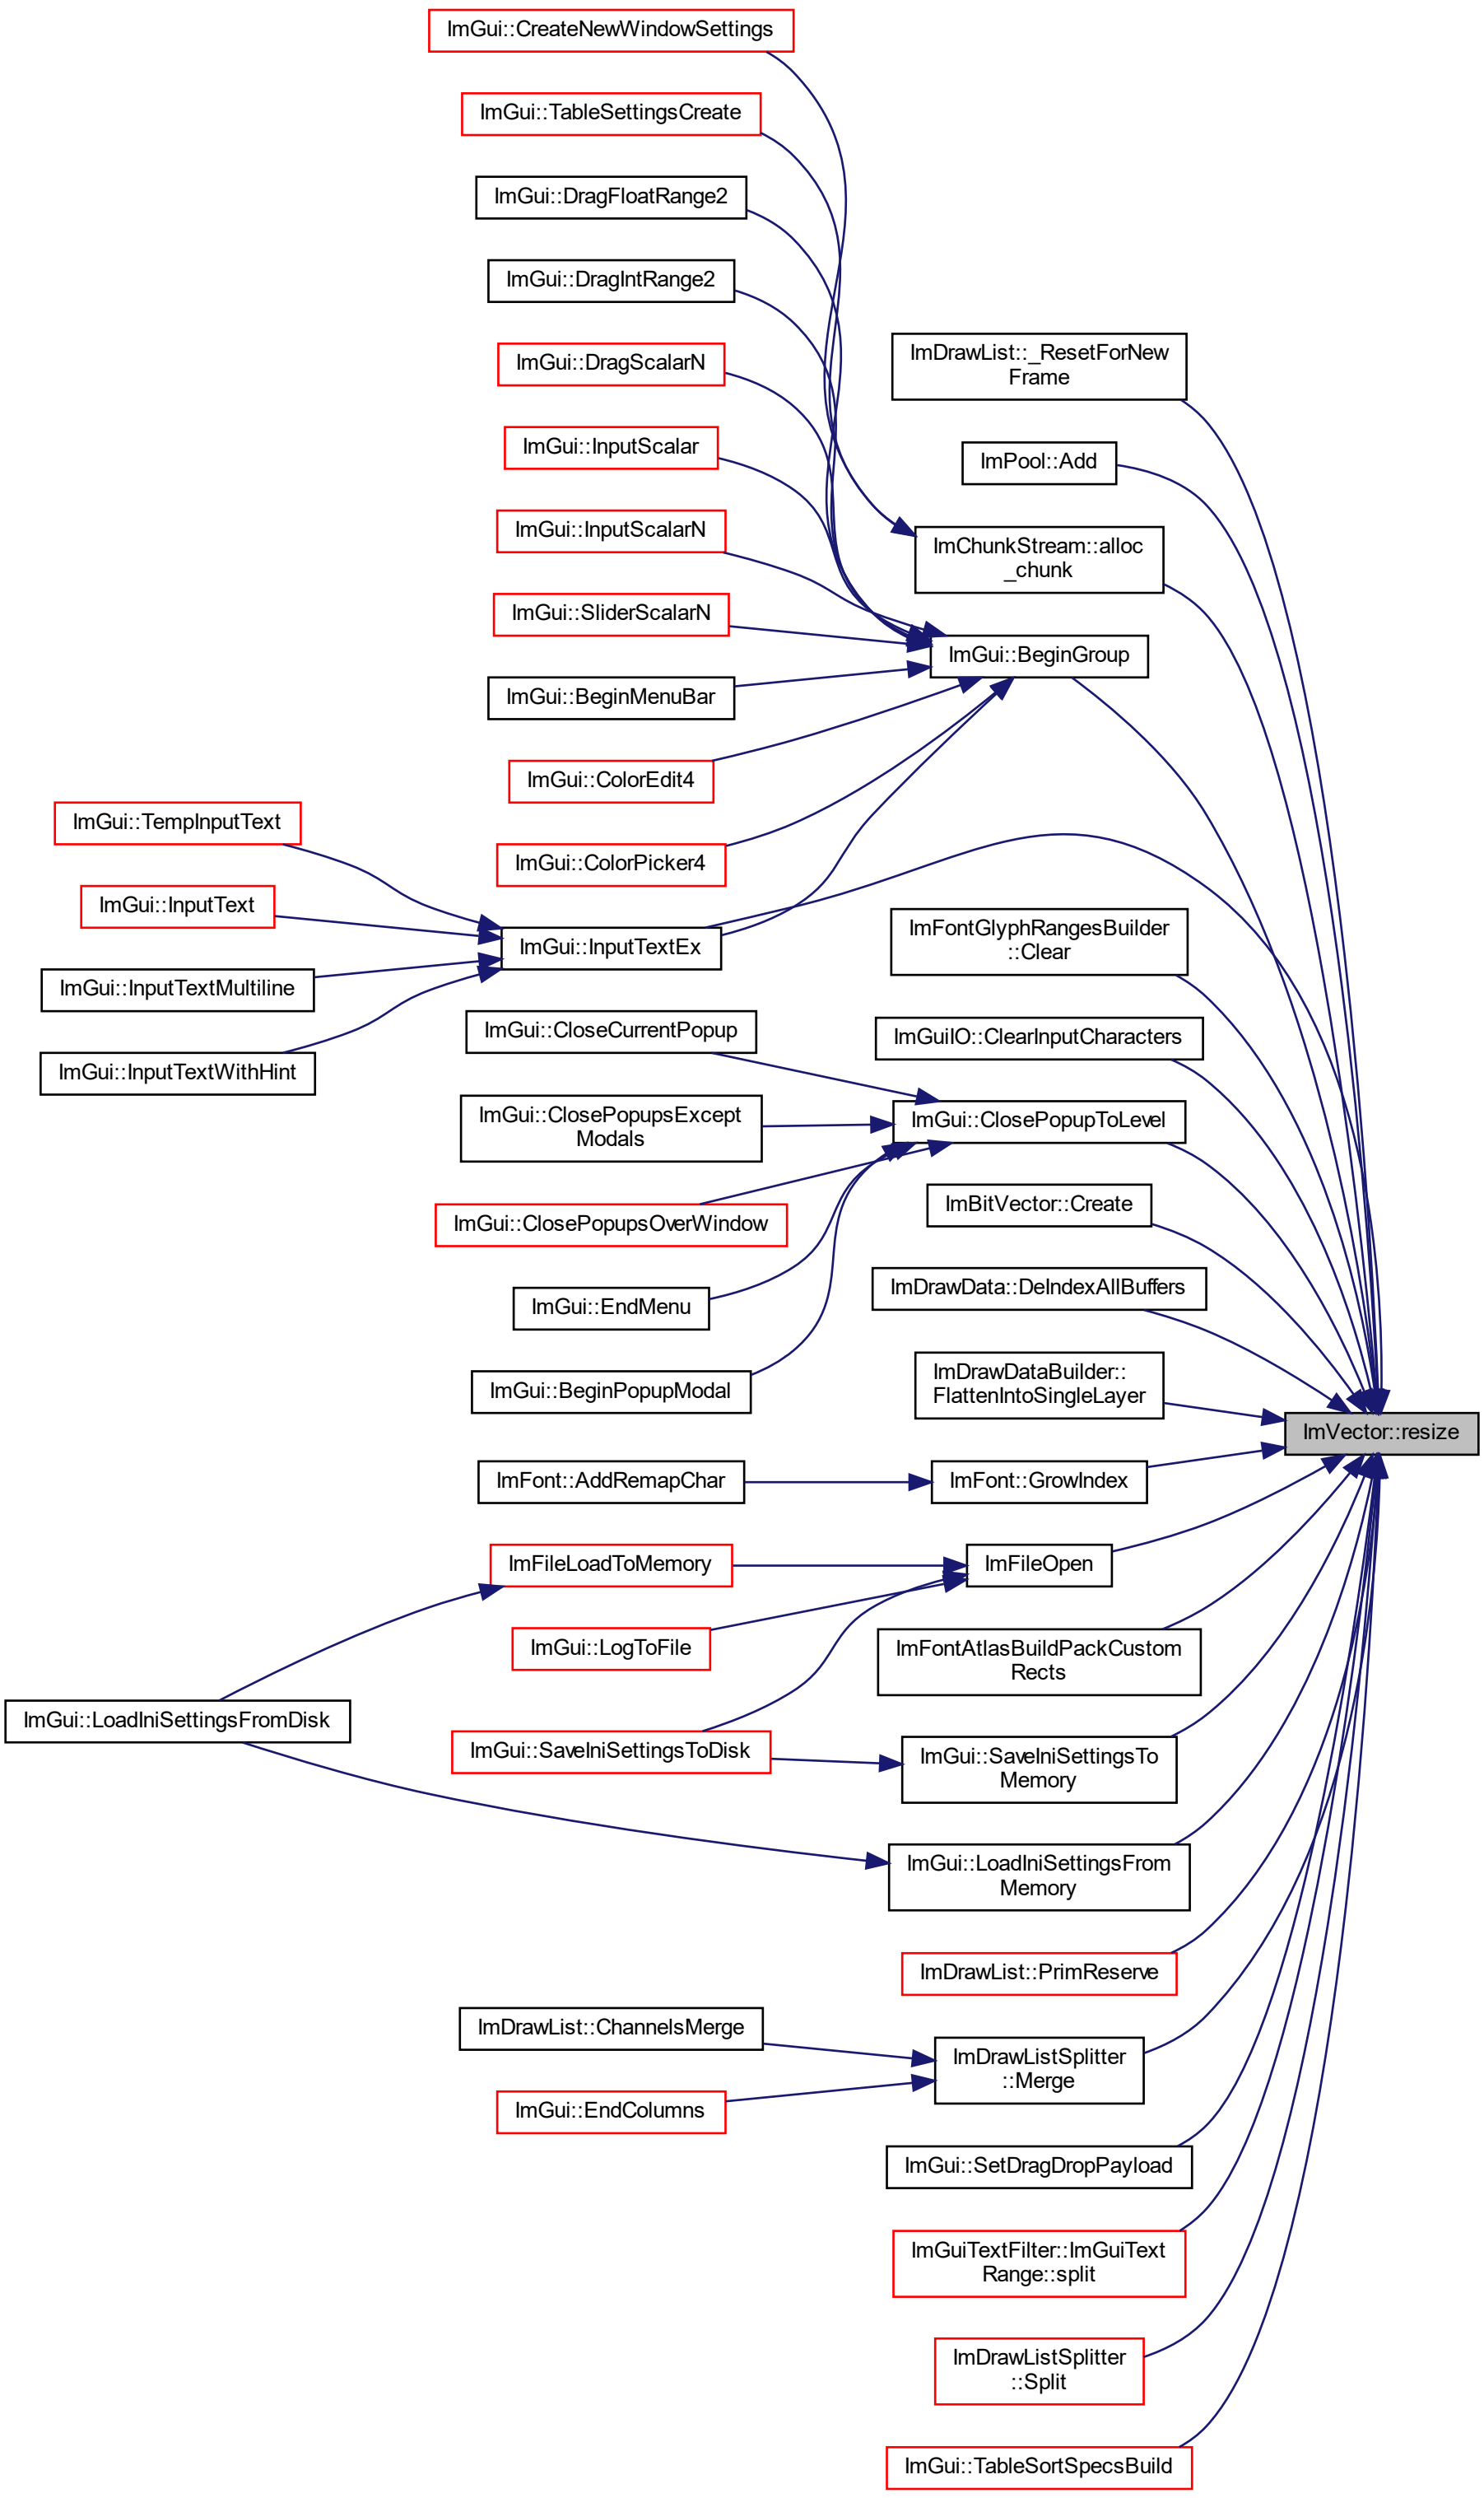 ImGui::CreateNewWindowSettings
ImGui::TableSettingsCreate
ImGui::DragFloatRange2
ImGui::DragIntRange2
ImGui::DragScalarN
ImGui::InputScalar
ImGui::InputScalarN
ImGui::SliderScalarN
ImGui::BeginMenuBar
ImGui::ColorEdit4
ImGui::ColorPicker4
ImGui::TempInputText
ImGui::InputText
ImGui::InputTextMultiline
ImGui::InputTextWithHint
ImGui::InputTextEx
ImGui::CloseCurrentPopup
ImGui::ClosePopupsExcept
Modals
ImGui::ClosePopupsOverWindow
ImGui::EndMenu
ImGui::BeginPopupModal
ImFont::AddRemapChar
ImFileLoadToMemory
ImGui::LogToFile
ImGui::LoadIniSettingsFromDisk
ImGui::SaveIniSettingsToDisk
ImDrawList::ChannelsMerge
ImGui::EndColumns
ImDrawList::_ResetForNew
Frame
ImPool::Add
ImChunkStream::alloc
_chunk
ImGui::BeginGroup
ImFontGlyphRangesBuilder
::Clear
ImGuiIO::ClearInputCharacters
ImGui::ClosePopupToLevel
ImBitVector::Create
ImDrawData::DeIndexAllBuffers
ImDrawDataBuilder::
FlattenIntoSingleLayer
ImVector::resize
ImFont::GrowIndex
ImFileOpen
ImFontAtlasBuildPackCustom
Rects
ImGui::SaveIniSettingsTo
Memory
ImGui::LoadIniSettingsFrom
Memory
ImDrawList::PrimReserve
ImDrawListSplitter
::Merge
ImGui::SetDragDropPayload
ImGuiTextFilter::ImGuiText
Range::split
ImDrawListSplitter
::Split
ImGui::TableSortSpecsBuild